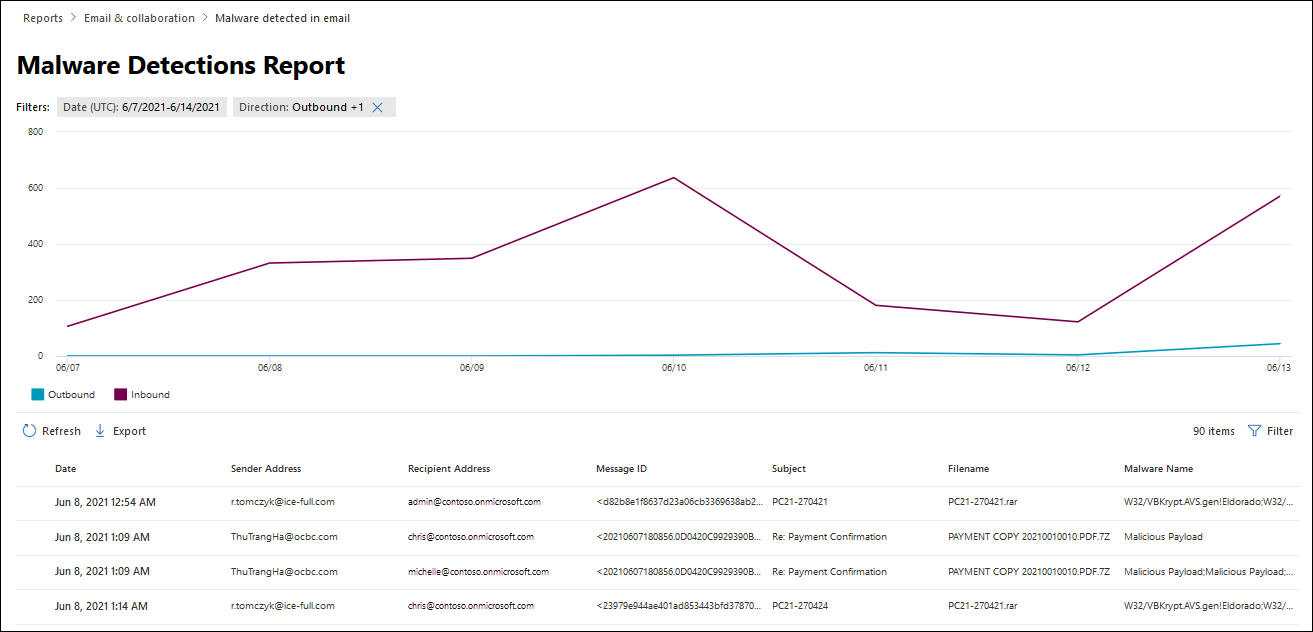 Reports > Email & collaboration > Malware detected in email
Malware Detections Report
Filters: Date (UTC): 6/7/2021-6/14/2021 Direction: Outbound +1
800
600
400
200
0
06/07 06/08 06/09 06/10 06/11 06/12 06/13
Outbound Inbound
Refresh Export 90 items Filter
Date Sender Address Recipient Address Message ID Subject Filename Malware Name
Jun 8, 2021 12:54 AM r.tomczyk@ice-full.com admin@contoso.onmicrosoft.com <d82b8e1f8637d23a06cb3369638ab2... PC21-270421 PC21-270421.rar W32/VBKrypt.AVS.gen!Eldorado;W32/...
Jun 8, 2021 1:09 AM ThuTrangHa@ocbc.com chris@contoso.onmicrosoft.com <20210607180856.0D0420C9929390B... Re: Payment Confirmation PAYMENT COPY 20210010010.PDF.7Z Malicious Payload
Jun 8, 2021 1:09 AM ThuTrangHa@ocbc.com michelle@contoso.onmicrosoft.com <20210607180856.0D0420C9929390B... Re: Payment Confirmation PAYMENT COPY 20210010010.PDF.7Z Malicious Payload;Malicious Payload;...
Jun 8, 2021 1:14 AM r.tomczyk@ice-full.com chris@contoso.onmicrosoft.com <23979e944ae401ad853443bfd37870... PC21-270424 PC21-270421.rar W32/VBKrypt.AVS.gen!Eldorado;W32/...